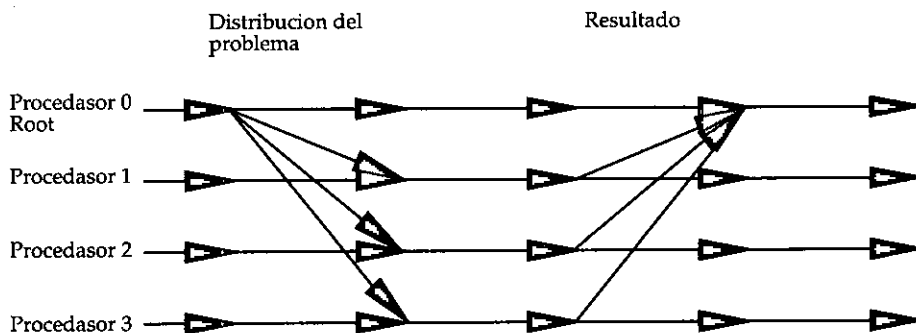 Distribucion del
problema
Resultado
Procedasor 0
Root
Procedasor 1
Procedasor 2
Procedasor 3